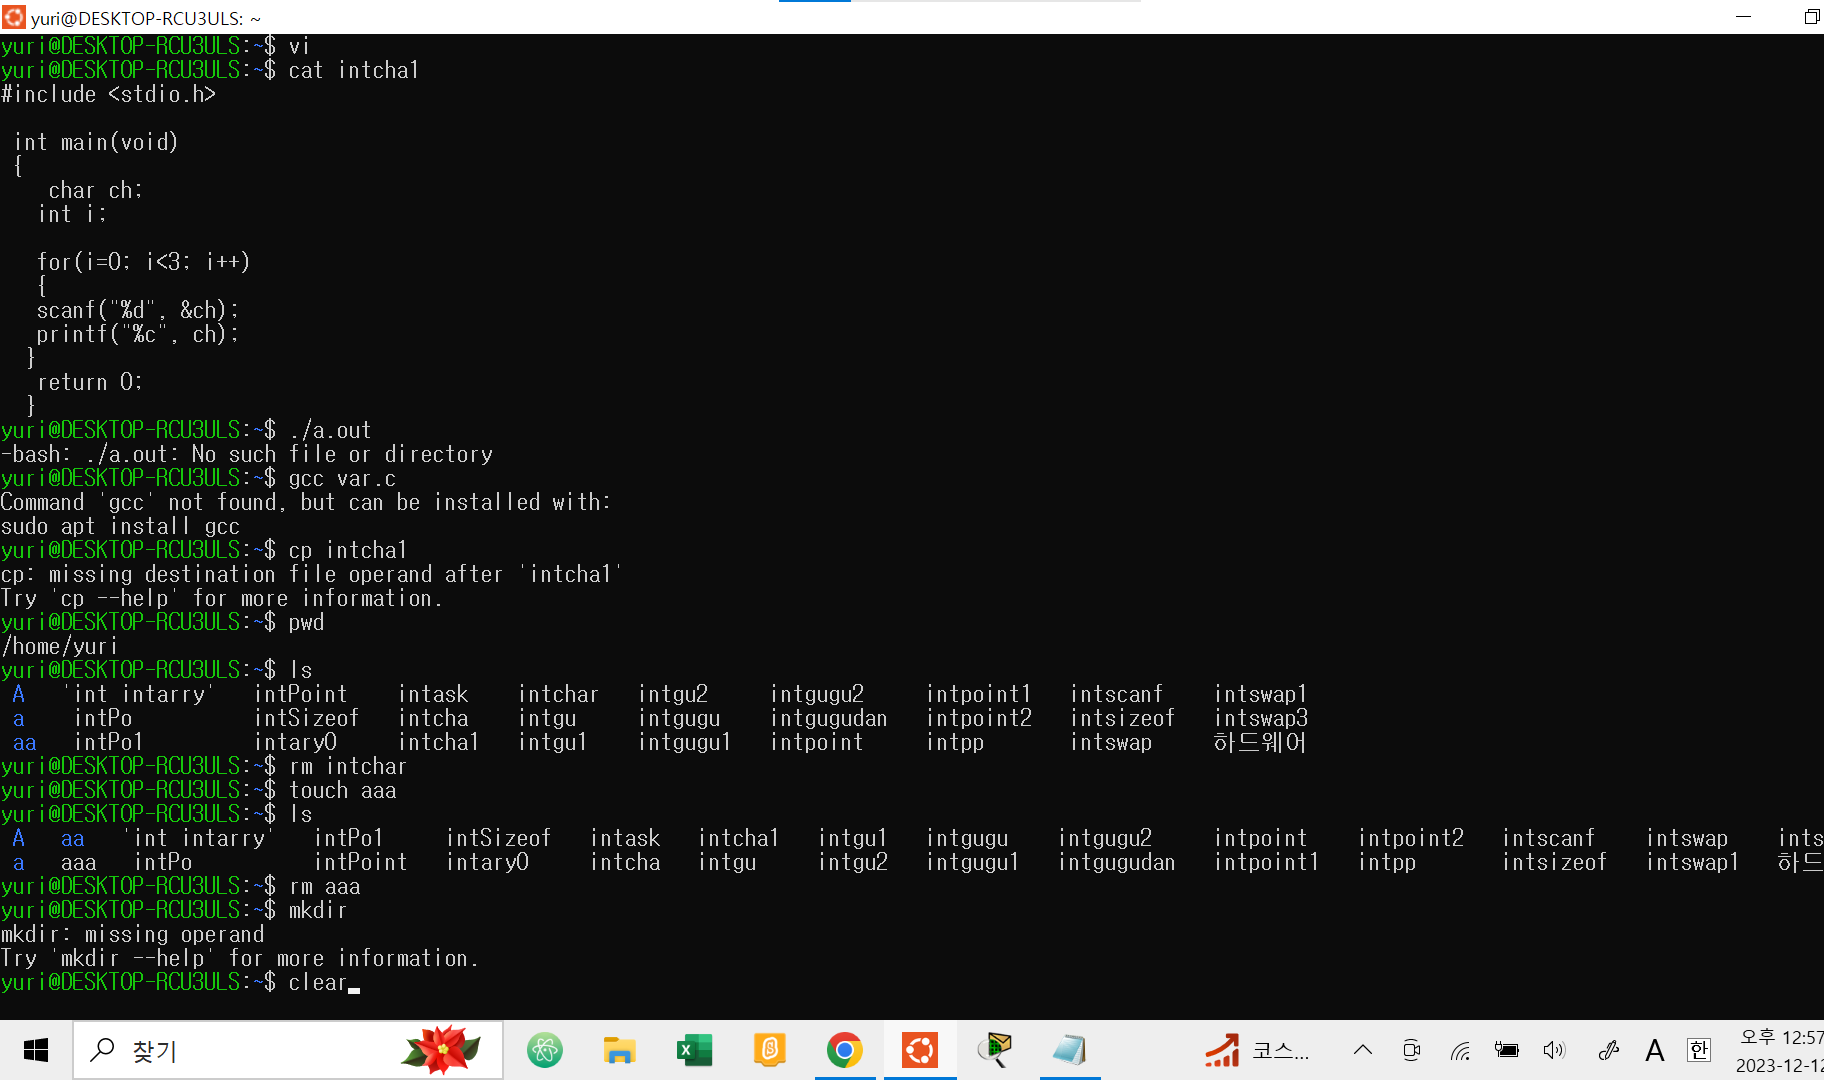 yuri@DESKTOP-RCU3ULS: ~
yuri@DESKTOP-RCU3ULS:~$ vi
yuri@DESKTOP-RCU3ULS:~$ cat intcha1
#include <stdio.h>
int main(void)
{
char ch;
int i;
for(i=0; i<3; i++)
{
scanf("%d", &ch);
printf("%c", ch);
}
return 0;
}
yuri@DESKTOP-RCU3ULS:~$ ./a.out
-bash: ./a.out: No such file or directory
yuri@DESKTOP-RCU3ULS:~$ gcc var.c
Command 'gcc' not found, but can be installed with:
sudo apt install gcc
yuri@DESKTOP-RCU3ULS:~$ cp intcha1
cp: missing destination file operand after 'intcha1'
Try 'cp --help' for more information.
yuri@DESKTOP-RCU3ULS:~$ pwd
/home/yuri
yuri@DESKTOP-RCU3ULS:~$ ls
A 'int intarry' intPoint intask intchar intgu2 intgugu2 intpoint1 intscanf intswap1
a intPo intSizeof intcha intgu intgugu intgugudan intpoint2 intsizeof intswap3
aa intPo1 intaryO intcha1 intgu1 intgugu1 intpoint intpp intswap 하드웨어
yuri@DESKTOP-RCU3ULS:~$ rm intchar
yuri@DESKTOP-RCU3ULS:~$ touch aaa
yuri@DESKTOP-RCU3ULS:~$ ls
A aa 'int intarry' intPo1 intSizeof intask intcha1 intgu1 intgugu intgugu2 intpoint intpoint2 intscanf intswap ints
a aaa intPo intPoint intaryO intcha intgu intgu2 intgugu1 intgugudan intpoint1 intpp intsizeof intswap1 하드
yuri@DESKTOP-RCU3ULS:~$ rm aaa
yuri@DESKTOP-RCU3ULS:~$ mkdir
mkdir: missing operand
Try 'mkdir --help' for more information.
yuri@DESKTOP-RCU3ULS:~$ clear
찾기
코스...
A
한
오후 12:57
2023-12-12